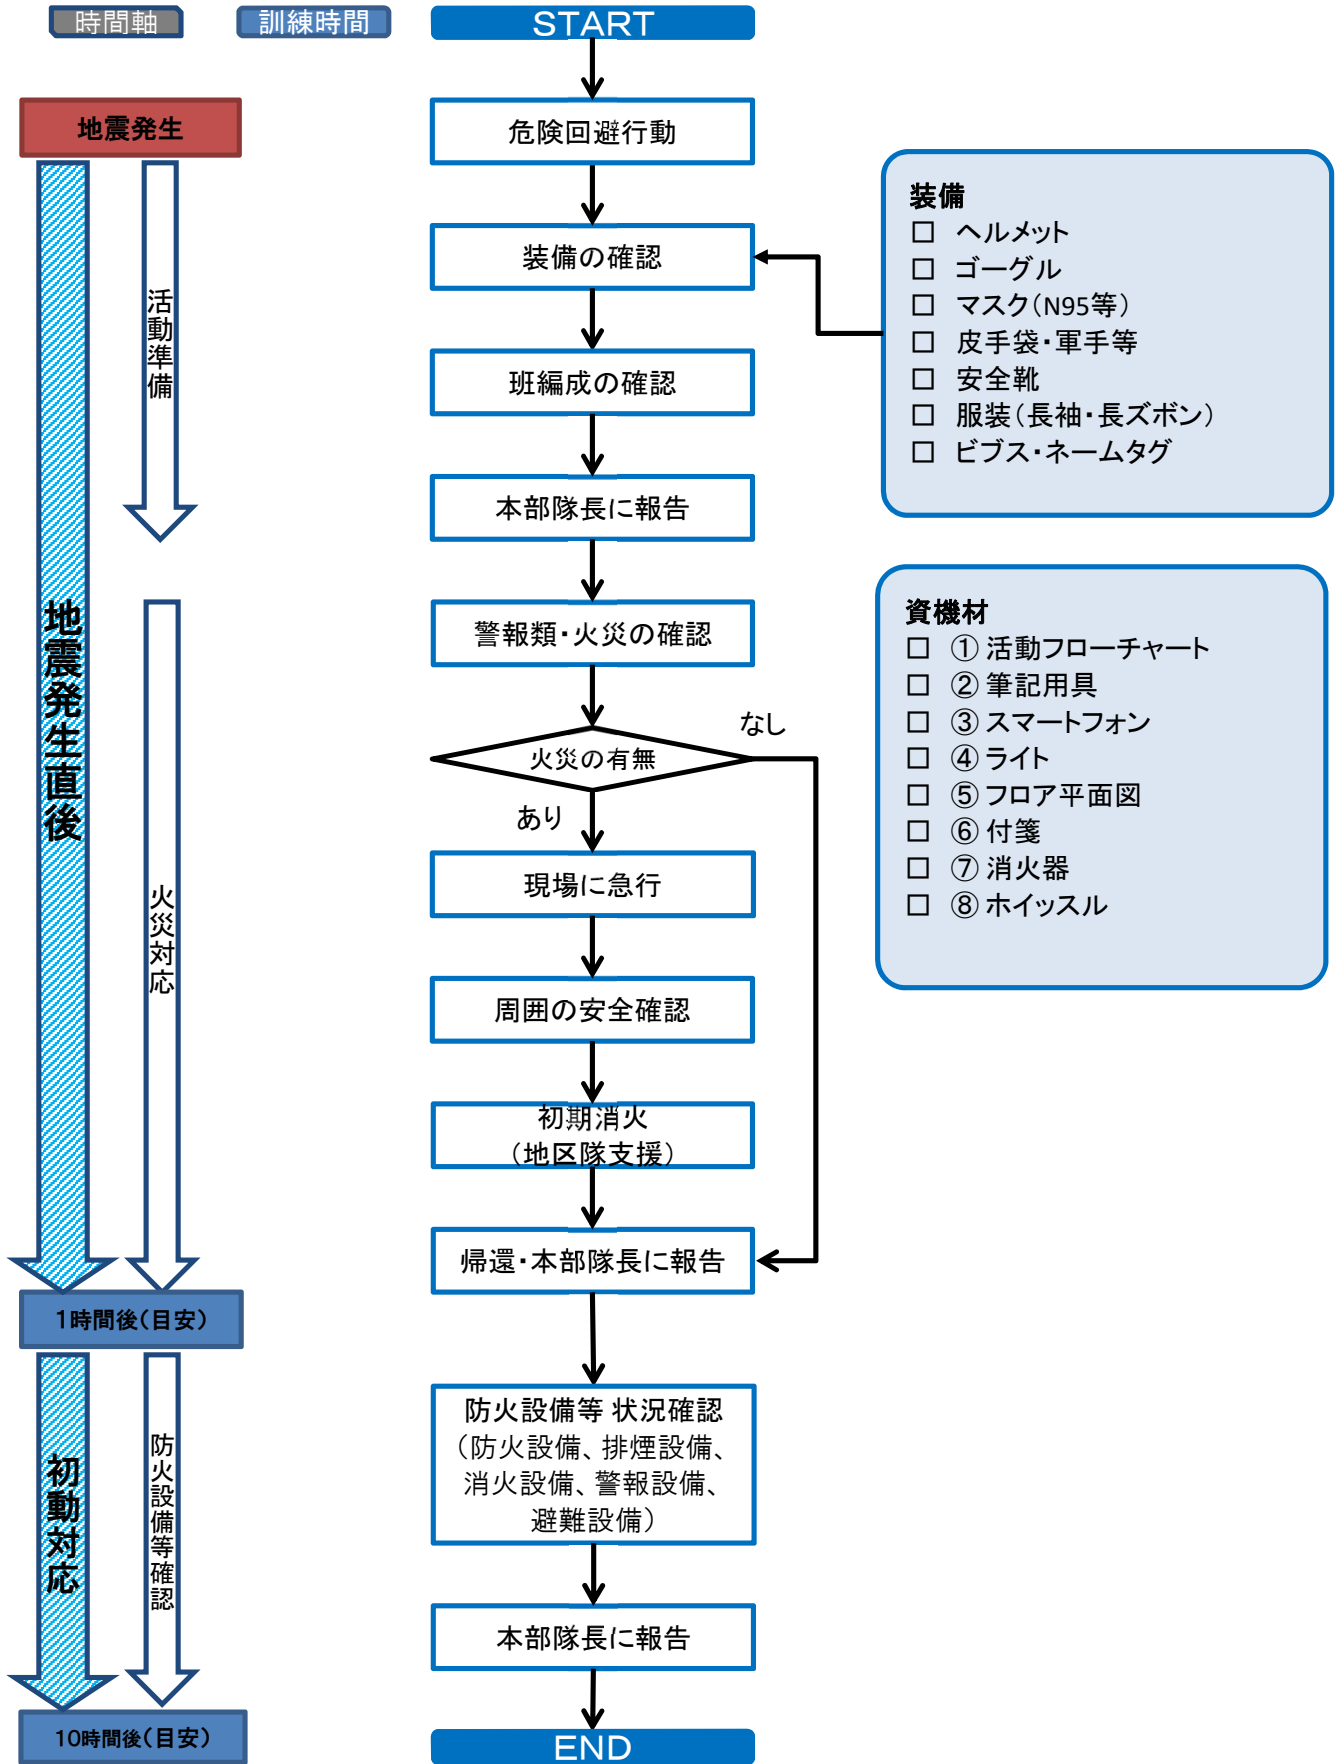 時間軸
訓練時間
START
地震発生
危険回避行動
装備の確認
班編成の確認
本部隊長に報告
警報類・火災の確認
火災の有無
なし
あり
現場に急行
周囲の安全確認
初期消火
（地区隊支援）
帰還・本部隊長に報告
防火設備等 状況確認
（防火設備、排煙設備、
消火設備、警報設備、
避難設備）
本部隊長に報告
END
地震発生直後
活動準備
火災対応
1時間後（目安）
初動対応
防火設備等確認
10時間後（目安）
装備
□ ヘルメット
□ ゴーグル
□ マスク（N95等）
□ 皮手袋・軍手等
□ 安全靴
□ 服装（長袖・長ズボン）
□ ビブス・ネームタグ
資機材
□ ① 活動フローチャート
□ ② 筆記用具
□ ③ スマートフォン
□ ④ ライト
□ ⑤ フロア平面図
□ ⑥ 付箋
□ ⑦ 消火器
□ ⑧ ホイッスル